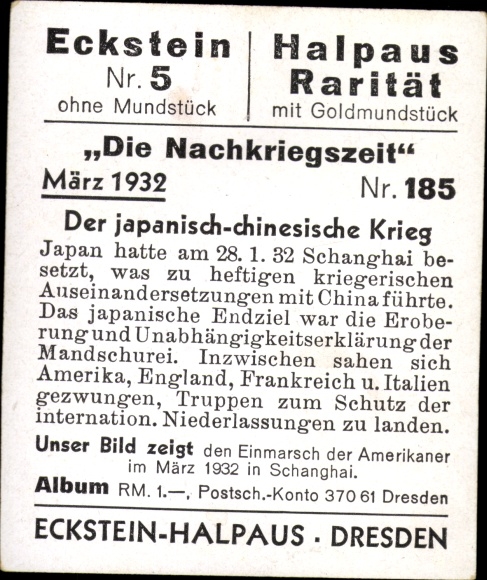 Eckstein
Nr. 5
ohne Mundstück
Halpaus
Rarität
mit Goldmundstück
„Die Nachkriegszeit“
März 1932 Nr. 185
Der japanisch-chinesische Krieg
Japan hatte am 28. 1. 32 Schanghai be-
setzt, was zu heftigen kriegerischen
Auseinandersetzungen mit China führte.
Das japanische Endziel war die Erobe-
rung und Unabhängigkeitserklärung der
Mandschurei. Inzwischen sahen sich
Amerika, England, Frankreich u. Italien
gezwungen, Truppen zum Schutz der
internation. Niederlassungen zu landen.
Unser Bild zeigt den Einmarsch der Amerikaner
im März 1932 in Schanghai.
Album RM. 1.—, Postsch.-Konto 370 61 Dresden
ECKSTEIN-HALPAUS · DRESDEN